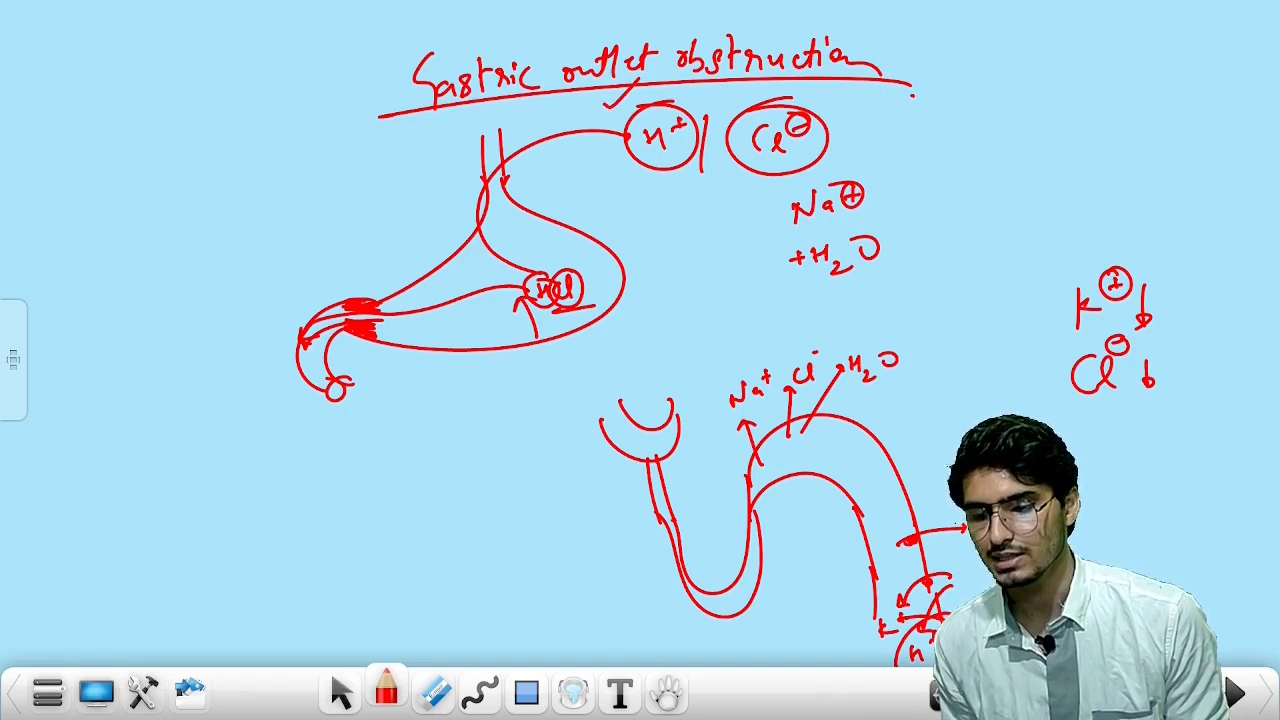 Gastric outlet obstruction
H+ Cl-
Na+
+H2O
HCl
K+ ↓
Cl- ↓
Na+ Cl- H2O
K+
H
T